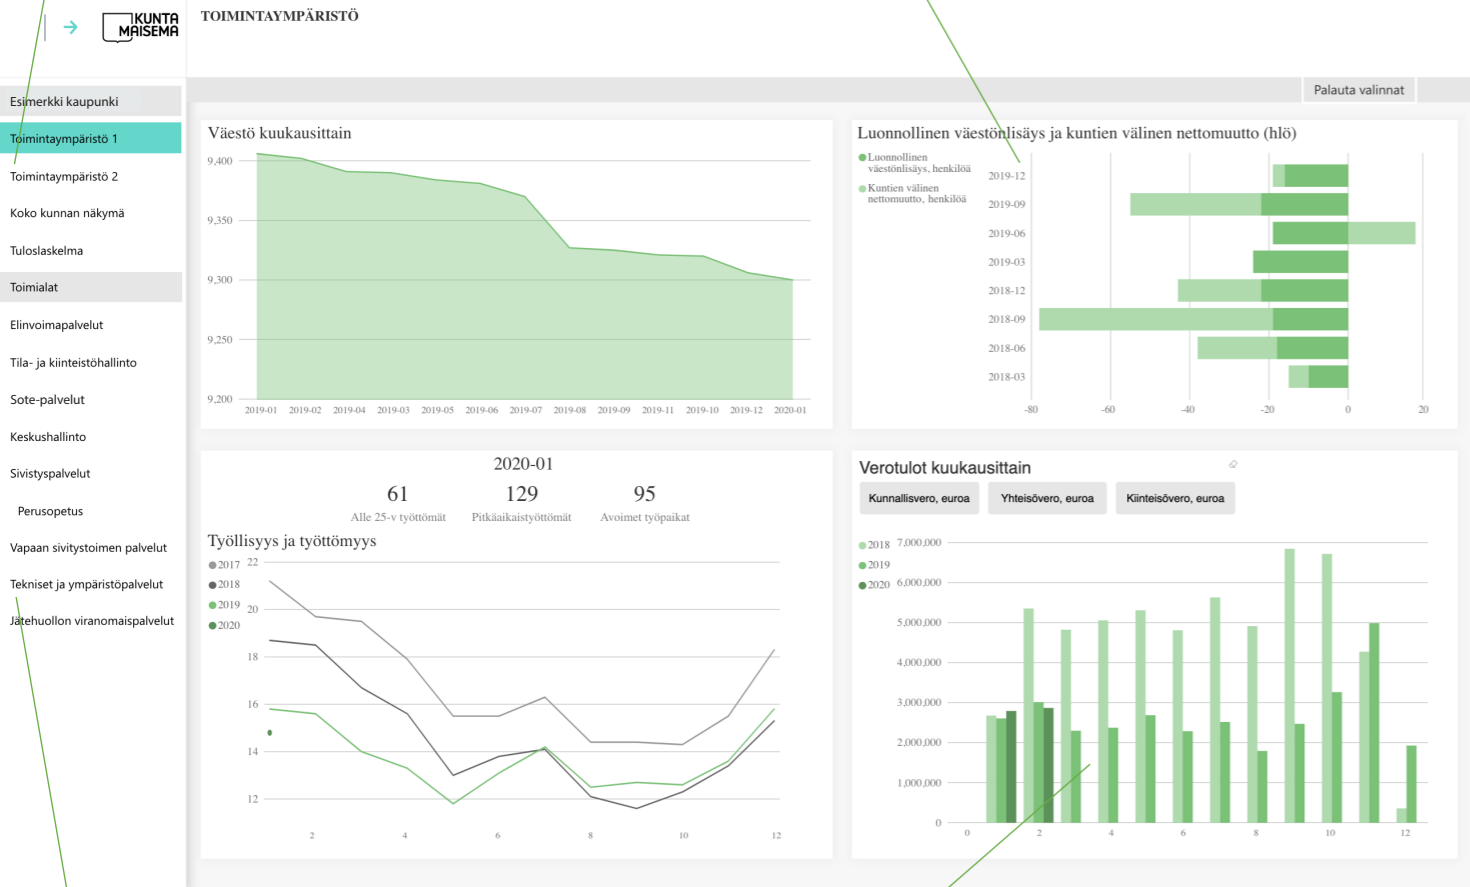 →
KUNTA
MAISEMA
TOIMINTAYMPÄRISTÖ
Palauta valinnat
Esimerkki kaupunki
Toimintaympäristö 1
Toimintaympäristö 2
Koko kunnan näkymä
Tuloslaskelma
Toimialat
Elinvoimapalvelut
Tila- ja kiinteistöhallinto
Sote-palvelut
Keskushallinto
Sivistyspalvelut
Perusopetus
Vapaan sivitystoimen palvelut
Tekniset ja ympäristöpalvelut
Jätehuollon viranomaispalvelut
Väestö kuukausittain
9,400
9,350
9,300
9,250
9,200
2019-01 2019-02 2019-04 2019-03 2019-05 2019-06 2019-07 2019-08 2019-09 2019-11 2019-10 2019-12 2020-01
Luonnollinen väestönlisäys ja kuntien välinen nettomuutto (hlö)
Luonnollinen
väestönlisäys, henkilöä
Kuntien välinen
nettomuutto, henkilöä
2019-12
2019-09
2019-06
2019-03
2018-12
2018-09
2018-06
2018-03
-80 -60 -40 -20 0 20
2020-01
61 129 95
Alle 25-v työttömät Pitkäaikaistyöttömät Avoimet työpaikat
Työllisyys ja työttömyys
2017
2018
2019
2020
22
20
18
16
14
12
2 4 6 8 10 12
Verotulot kuukausittain
Kunnallisvero, euroa Yhteisövero, euroa Kiinteisövero, euroa
2018
2019
2020
7,000,000
6,000,000
5,000,000
4,000,000
3,000,000
2,000,000
1,000,000
0
0 2 4 6 8 10 12